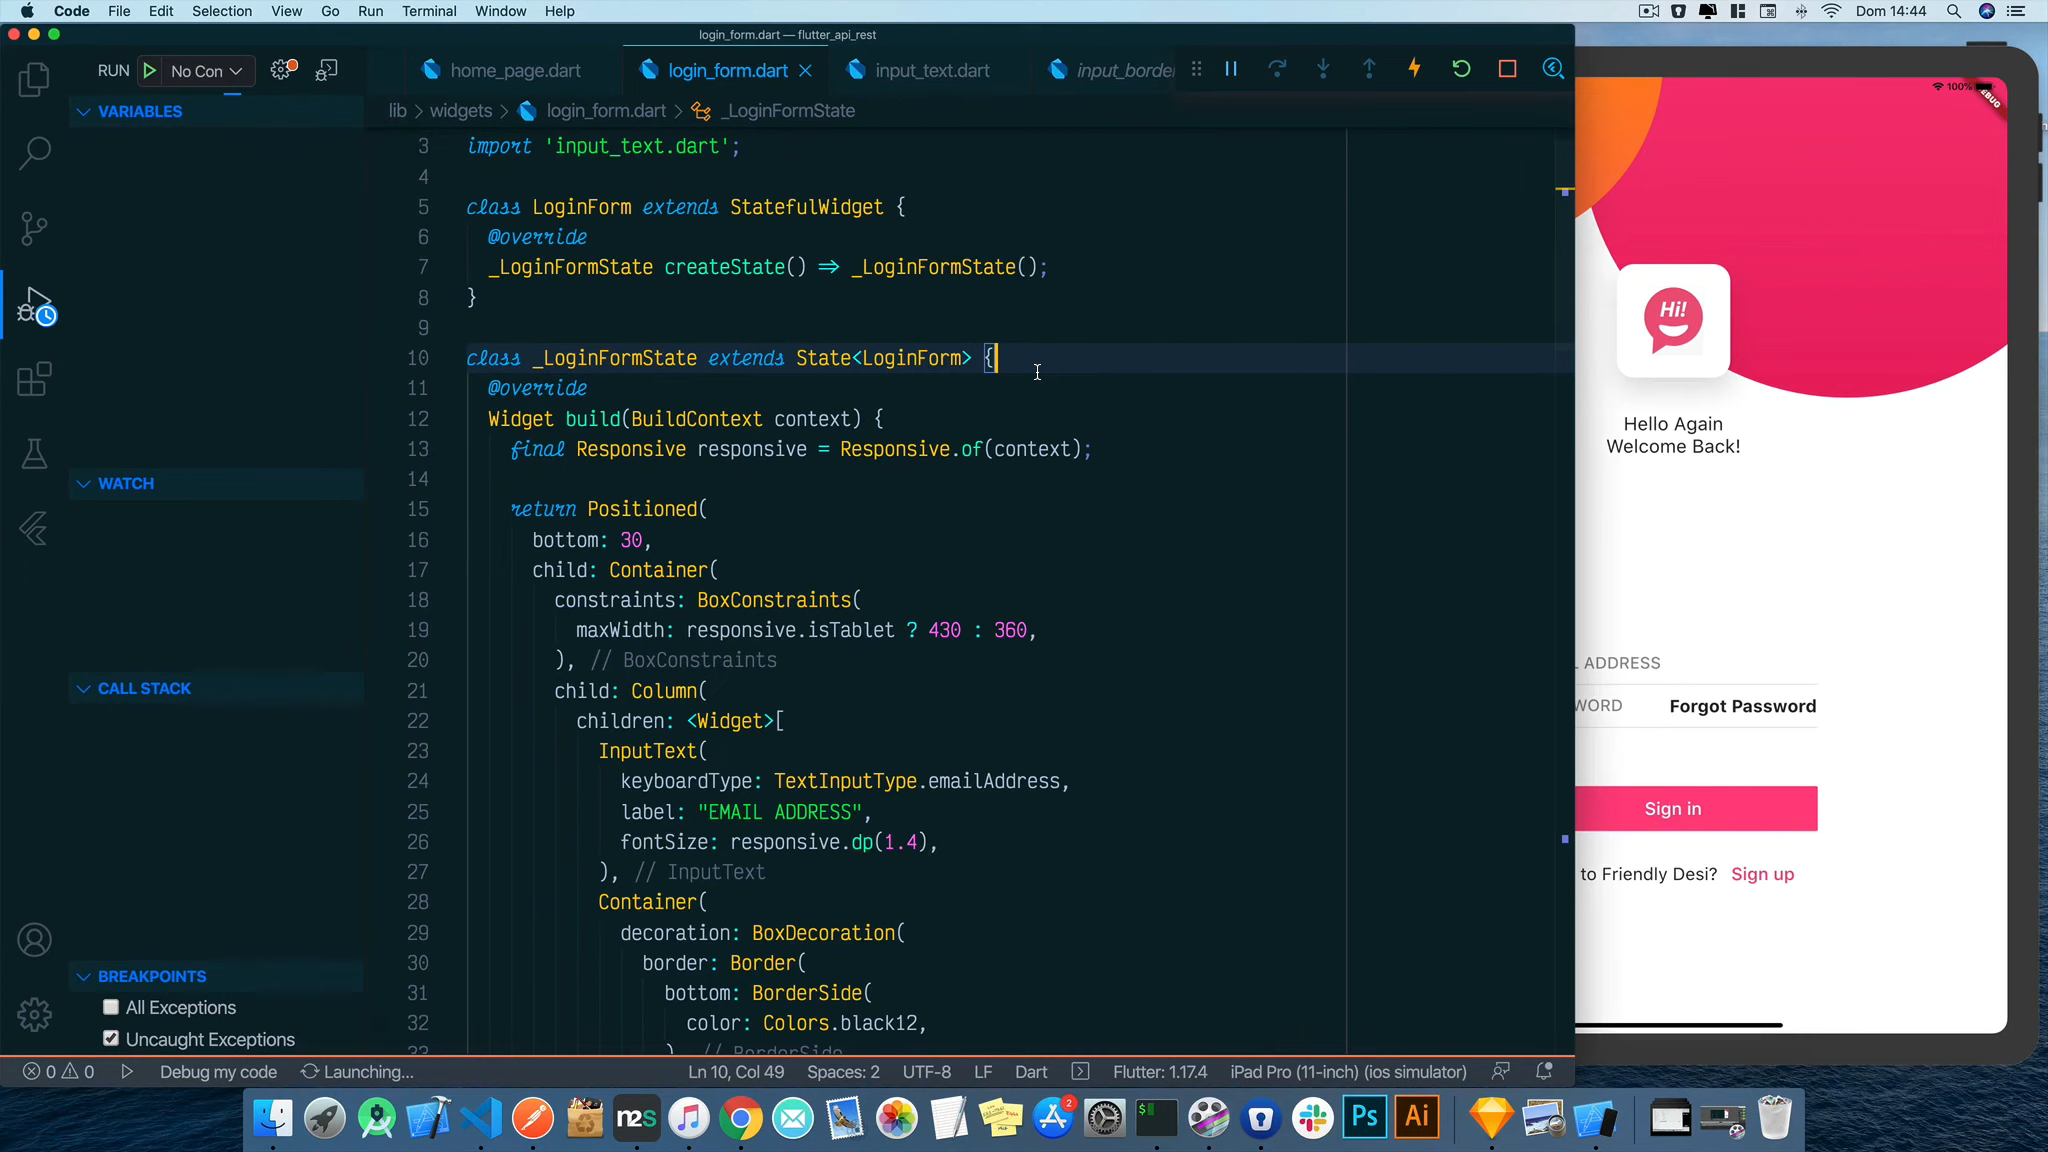 Code File Edit Selection View Go Run Terminal Window Help
Dom 14:44
login_form.dart — flutter_api_rest
RUN No Con
home_page.dart login_form.dart input_text.dart input_borde
VARIABLES
lib > widgets > login_form.dart > _LoginFormState
3 import 'input_text.dart';
4
5 class LoginForm extends StatefulWidget {
6 @override
7 _LoginFormState createState() => _LoginFormState();
8 }
9
10 class _LoginFormState extends State<LoginForm> {
11 @override
12 Widget build(BuildContext context) {
13 final Responsive responsive = Responsive.of(context);
14
15 return Positioned(
16 bottom: 30,
17 child: Container(
18 constraints: BoxConstraints(
19 maxWidth: responsive.isTablet ? 430 : 360,
20 ), // BoxConstraints
21 child: Column(
22 children: <Widget>[
23 InputText(
24 keyboardType: TextInputType.emailAddress,
25 label: "EMAIL ADDRESS",
26 fontSize: responsive.dp(1.4),
27 ), // InputText
28 Container(
29 decoration: BoxDecoration(
30 border: Border(
31 bottom: BorderSide(
32 color: Colors.black12,
33 ), // BorderSide
WATCH
CALL STACK
BREAKPOINTS
All Exceptions
Uncaught Exceptions
100%
DEBUG
Hi!
Hello Again
Welcome Back!
L ADDRESS
WORD Forgot Password
Sign in
to Friendly Desi? Sign up
0 0 Debug my code Launching... Ln 10, Col 49 Spaces: 2 UTF-8 LF Dart Flutter: 1.17.4 iPad Pro (11-inch) (ios simulator)
n2s 2 $ Ps Ai